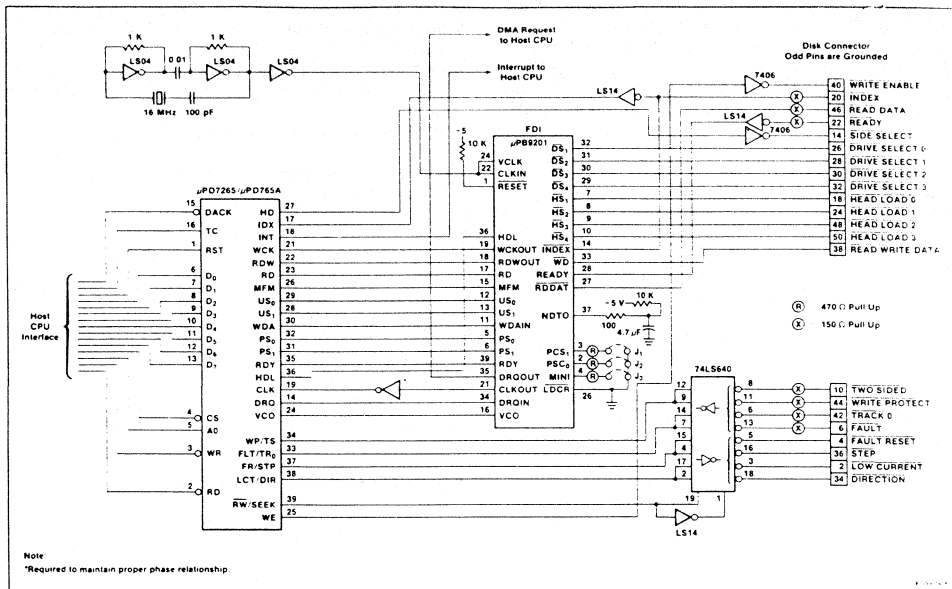 1 K
1 K
LS04
0 01
LS04
LS04
16 MHz
100 pF
DMA Request
to Host CPU
Interrupt to
Host CPU
Disk Connector
Odd Pins are Grounded
7406
LS14
LS14
7406
40 WRITE ENABLE
20 INDEX
46 READ DATA
22 READY
14 SIDE SELECT
26 DRIVE SELECT 0
28 DRIVE SELECT 1
30 DRIVE SELECT 2
32 DRIVE SELECT 3
18 HEAD LOAD 0
24 HEAD LOAD 1
48 HEAD LOAD 2
50 HEAD LOAD 3
38 READ WRITE DATA
X
X
X
R 470 Ω Pull Up
X 150 Ω Pull Up
-5
10 K
FDI
μPB9201
24 VCLK
22 CLKIN
1 RESET
36 HDL
19 WCKOUT
18 RDWOUT
17 RD
15 MFM
12 US0
13 US1
11 WDAIN
5 PS0
6 PS1
39 RDY
35 DRQOUT
21 CLKOUT
34 DRQIN
16 VCO
DS1 32
DS2 31
DS3 30
DS4 29
HS1 7
HS2 8
HS3 9
HS4 10
INDEX 14
WD 33
READY 28
RDDAT 27
NDTO 37
PCS1 3 R J1
PSC0 2 R J2
MINI 4 R J3
LDCR 26
-5 V
10 K
100
4.7 μF
μPD7265/μPD765A
15 DACK
16 TC
1 RST
6 D0
7 D1
8 D2
9 D3
10 D4
11 D5
12 D6
13 D7
4 CS
5 A0
3 WR
2 RD
Host
CPU
Interface
HD 27
IDX 17
INT 18
WCK 21
RDW 22
RD 23
MFM 26
US0 29
US1 28
WDA 30
PS0 32
PS1 31
RDY 35
HDL 36
CLK 19
DRQ 14
VCO 24
WP/TS 34
FLT/TR0 33
FR/STP 37
LCT/DIR 38
RW/SEEK 39
WE 25
*
74LS640
12
9
14
7
15
4
17
2
19
1
8
11
6
13
5
16
3
18
LS14
X
X
X
X
10 TWO SIDED
44 WRITE PROTECT
42 TRACK 0
6 FAULT
4 FAULT RESET
36 STEP
2 LOW CURRENT
34 DIRECTION
Note:
*Required to maintain proper phase relationship.